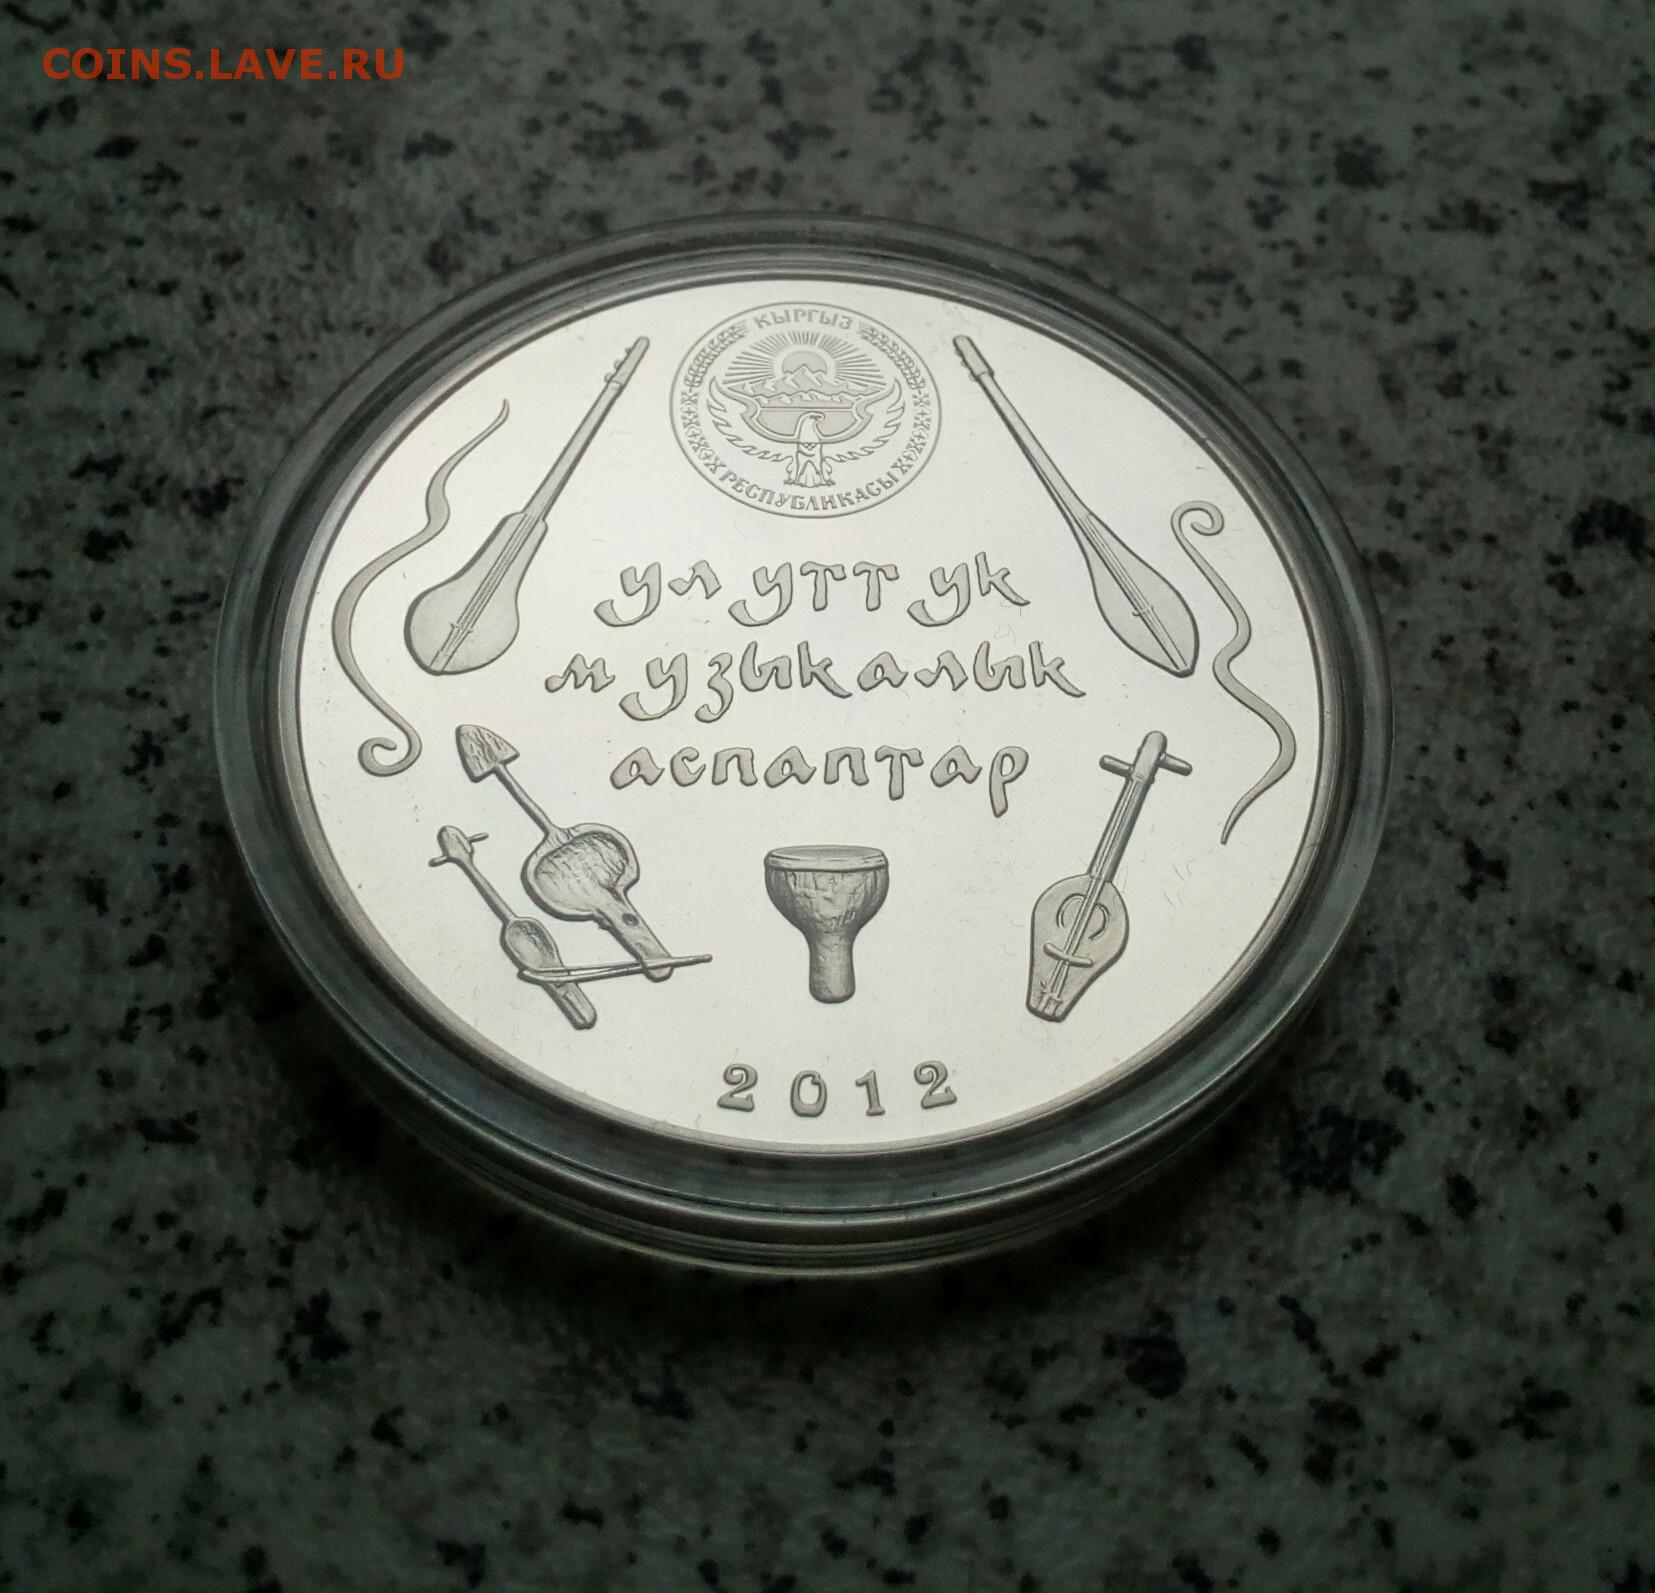 COINS.LAVE.RU
КЫРГЫЗ
РЕСПУБЛИКАСЫ
улуттук
музыкалык
аспаптар
2012